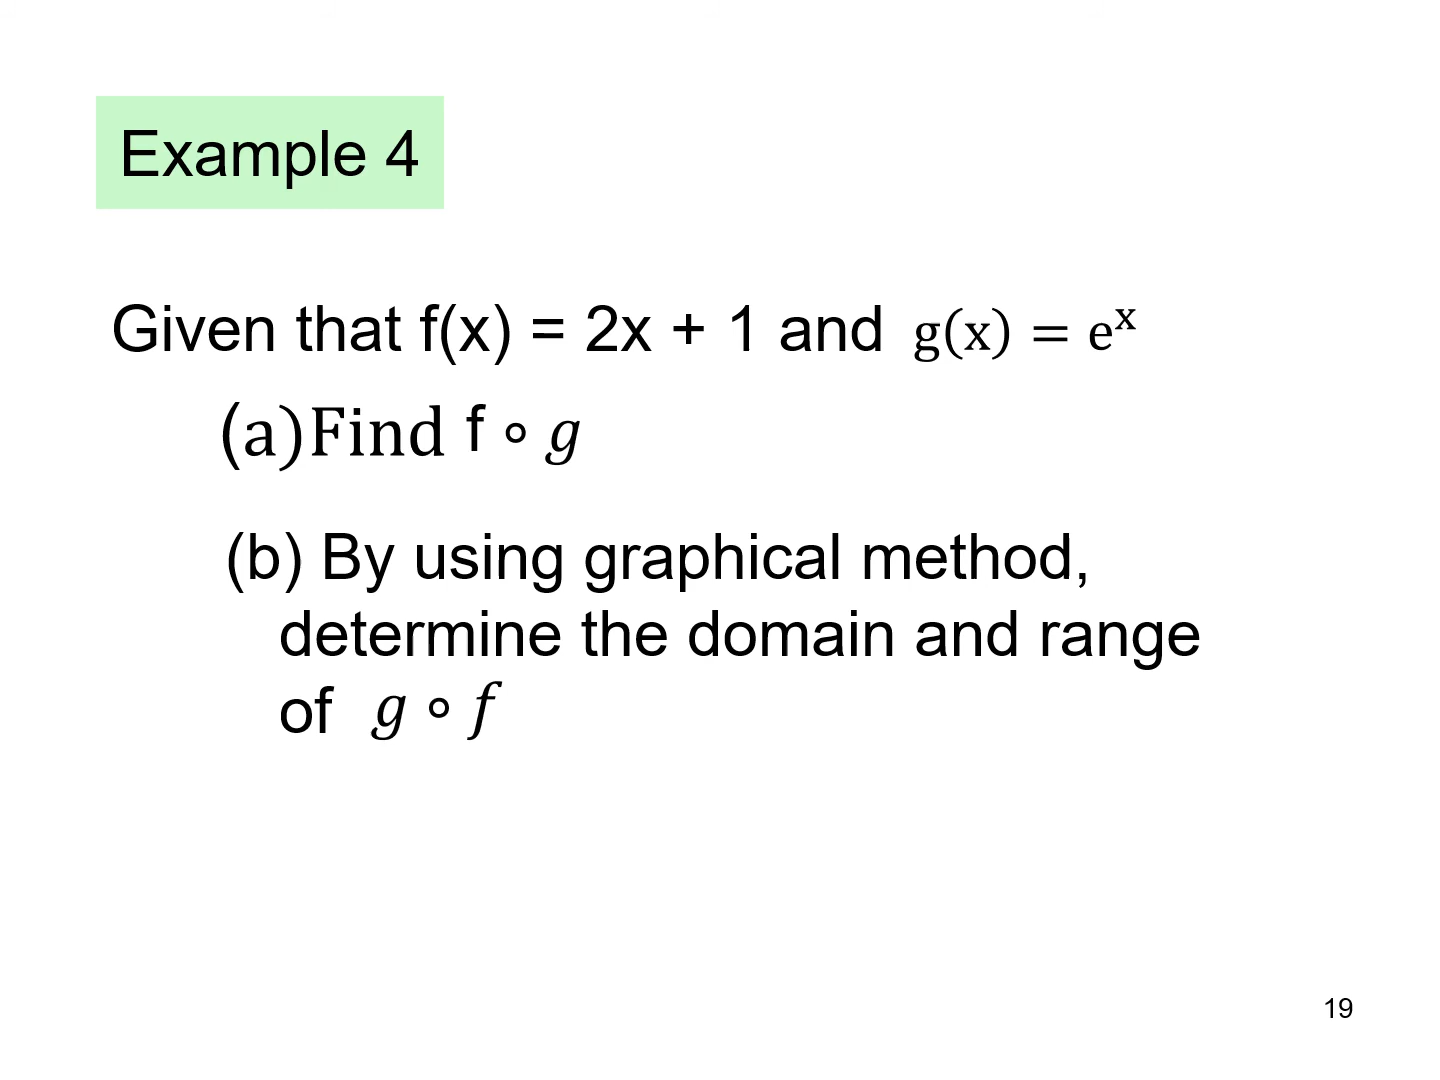 Example 4
Given that f(x) = 2x + 1 and g(x) = eˣ
(a)Find f ∘ 𝑔
(b) By using graphical method,
determine the domain and range
of 𝑔 ∘ 𝑓
19